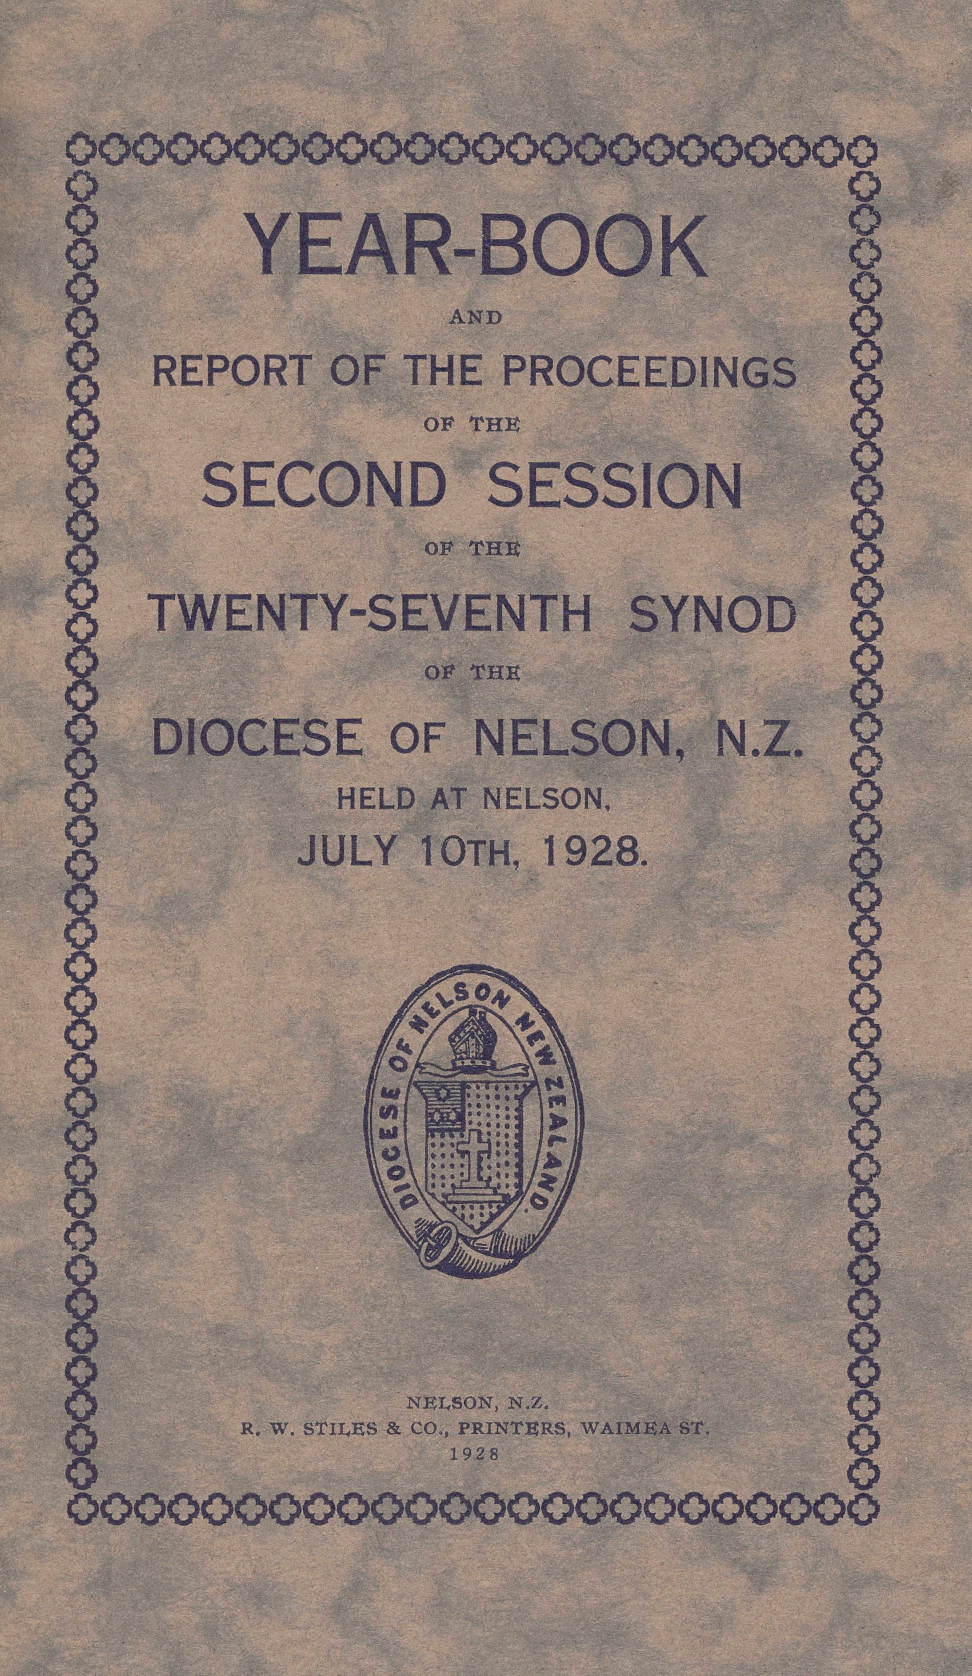 YEAR-BOOK
AND
REPORT OF THE PROCEEDINGS
OF THE
SECOND SESSION
OF THE
TWENTY-SEVENTH SYNOD
OF THE
DIOCESE OF NELSON, N.Z.
HELD AT NELSON,
JULY 10TH, 1928.
DIOCESE OF NELSON NEW ZEALAND
NELSON, N.Z.
R. W. STILES & CO., PRINTERS, WAIMEA ST.
1928